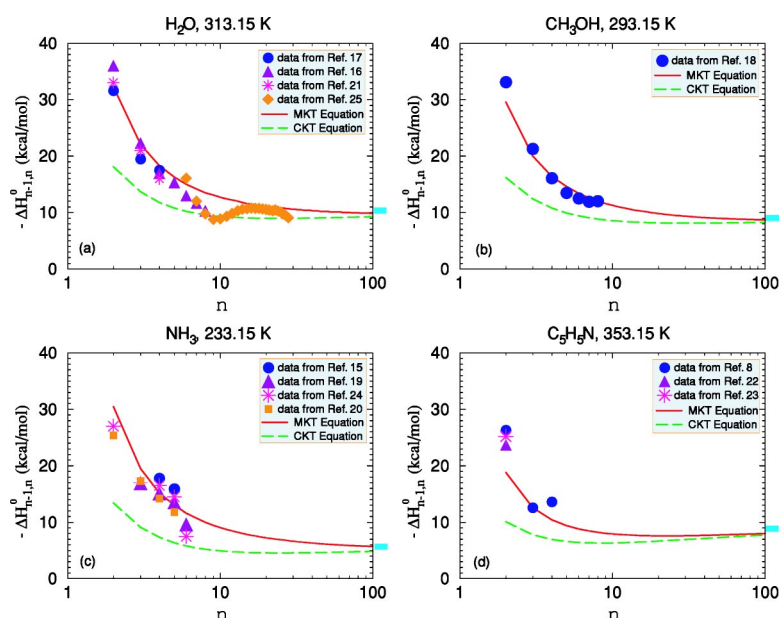 H₂O, 313.15 K
40
30
20
10
0
1
10
100
- ΔH⁰ₙ₋₁,ₙ (kcal/mol)
n
(a)
data from Ref. 17
data from Ref. 16
data from Ref. 21
data from Ref. 25
MKT Equation
CKT Equation
CH₃OH, 293.15 K
40
30
20
10
0
1
10
100
- ΔH⁰ₙ₋₁,ₙ (kcal/mol)
n
(b)
data from Ref. 18
MKT Equation
CKT Equation
NH₃, 233.15 K
40
30
20
10
0
1
10
100
- ΔH⁰ₙ₋₁,ₙ (kcal/mol)
n
(c)
data from Ref. 15
data from Ref. 19
data from Ref. 24
data from Ref. 20
MKT Equation
CKT Equation
C₅H₅N, 353.15 K
40
30
20
10
0
1
10
100
- ΔH⁰ₙ₋₁,ₙ (kcal/mol)
n
(d)
data from Ref. 8
data from Ref. 22
data from Ref. 23
MKT Equation
CKT Equation